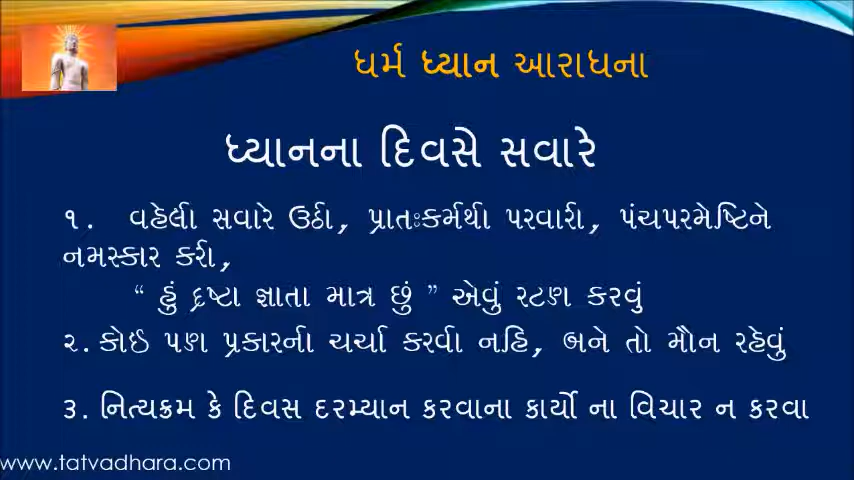 ધર્મ ધ્યાન આરાધના
ધ્યાનના દિવસે સવારે
૧. વહેલી સવારે ઉઠી, પ્રાતઃકર્મથી પરવારી, પંચપરમેષ્ટિને
નમસ્કાર કરી,
“ હું દ્રષ્ટા જ્ઞાતા માત્ર છું ” એવું રટણ કરવું
૨. કોઈ પણ પ્રકારની ચર્ચા કરવી નહિ, બને તો મૌન રહેવું
૩. નિત્યક્રમ કે દિવસ દરમ્યાન કરવાના કાર્યો ના વિચાર ન કરવા
www.tatvadhara.com